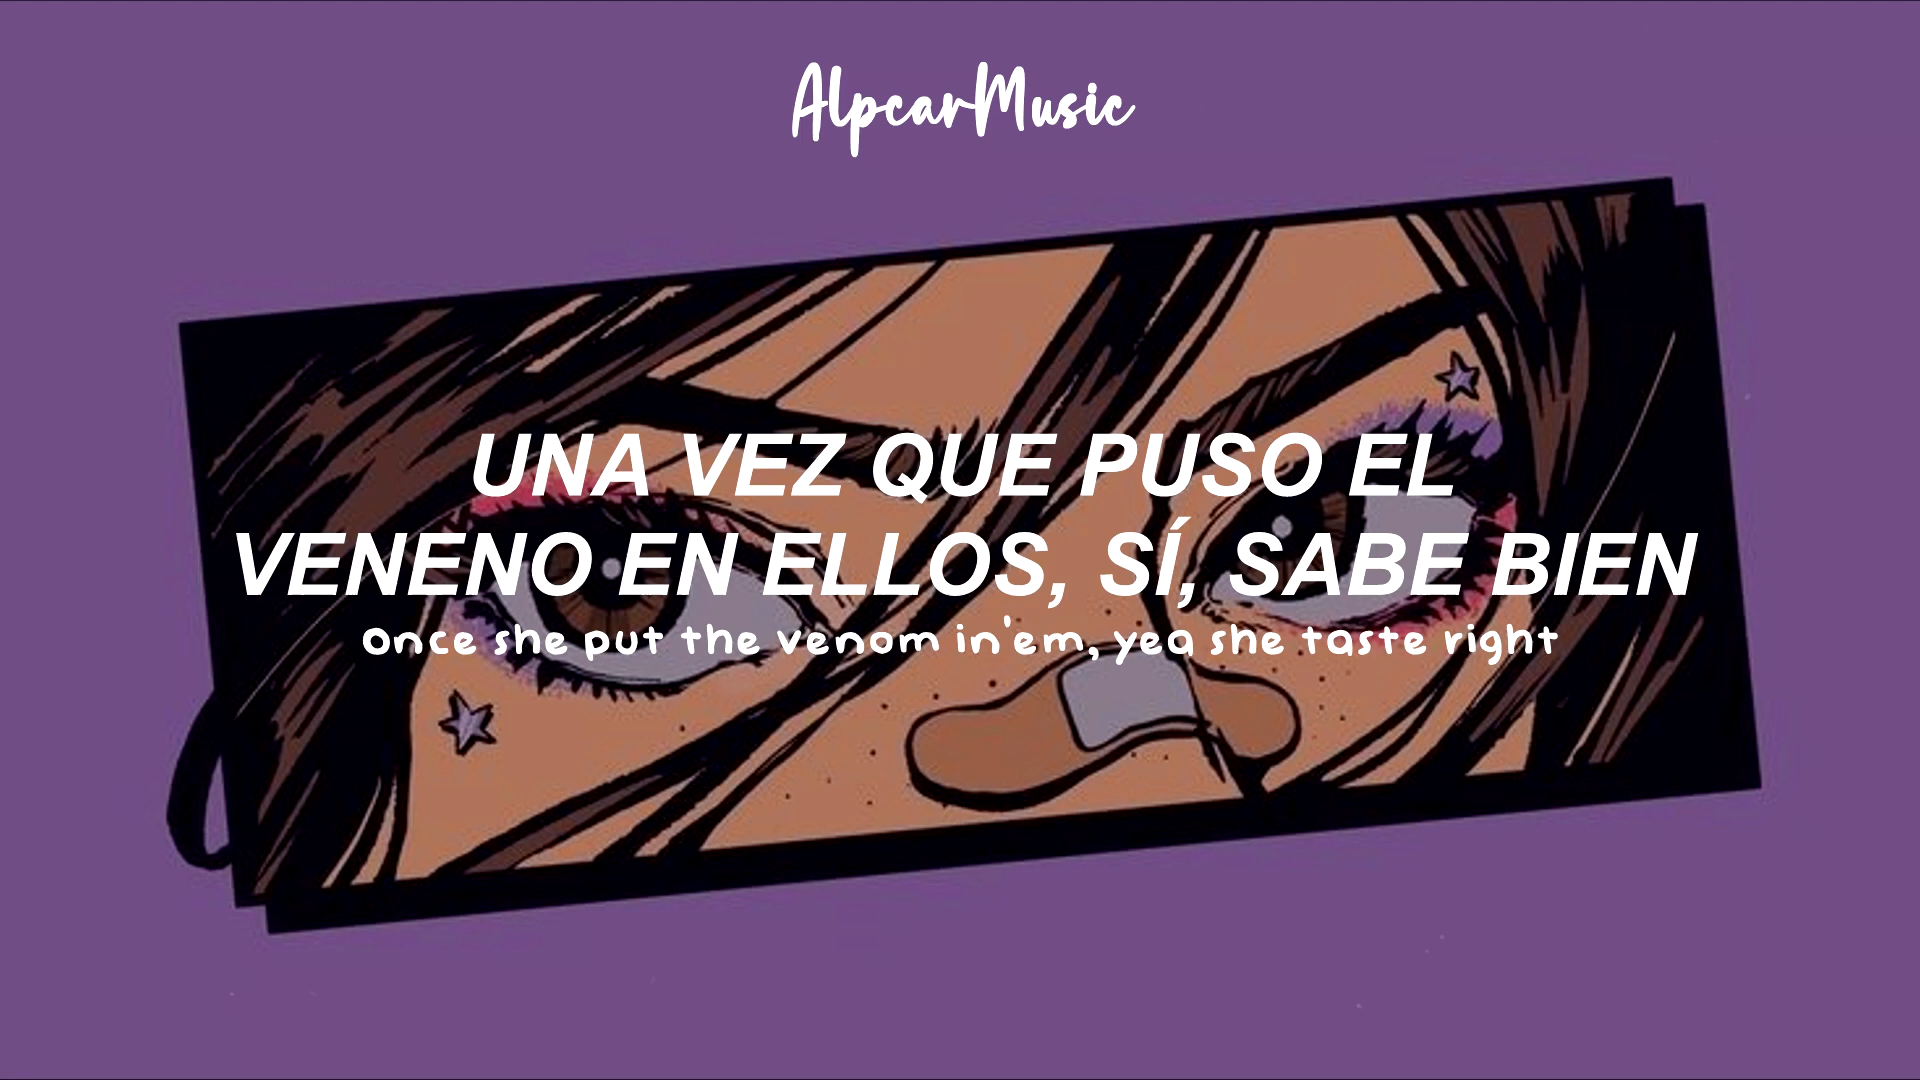 AlpcarMusic
UNA VEZ QUE PUSO EL
VENENO EN ELLOS, SÍ, SABE BIEN
once she put the venom in'em, yea she taste right